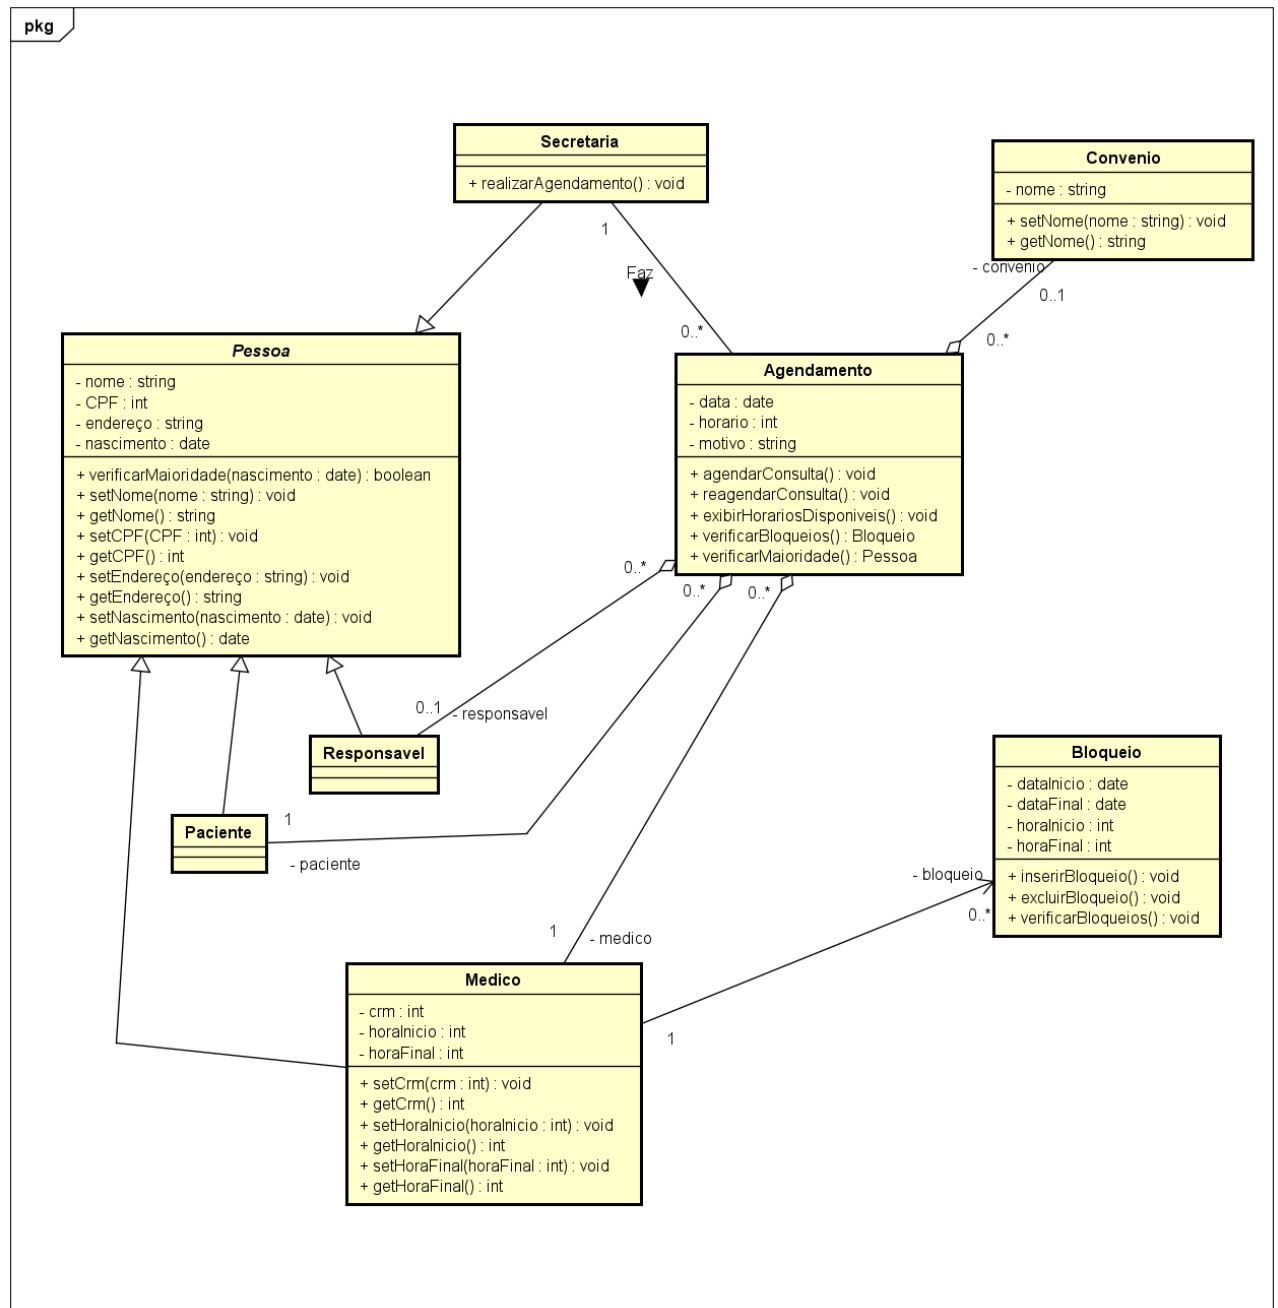 pkg
Secretaria
+ realizarAgendamento() : void
Convenio
- nome : string
+ setNome(nome : string) : void
+ getNome() : string
1
Faz
0..*
- convenio
0..1
0..*
Pessoa
- nome : string
- CPF : int
- endereço : string
- nascimento : date
+ verificarMaioridade(nascimento : date) : boolean
+ setNome(nome : string) : void
+ getNome() : string
+ setCPF(CPF : int) : void
+ getCPF() : int
+ setEndereço(endereço : string) : void
+ getEndereço() : string
+ setNascimento(nascimento : date) : void
+ getNascimento() : date
Agendamento
- data : date
- horario : int
- motivo : string
+ agendarConsulta() : void
+ reagendarConsulta() : void
+ exibirHorariosDisponiveis() : void
+ verificarBloqueios() : Bloqueio
+ verificarMaioridade() : Pessoa
0..*
0..*
0..*
0..1
- responsavel
Responsavel
Paciente
1
- paciente
1
- medico
Bloqueio
- dataInicio : date
- dataFinal : date
- horaInicio : int
- horaFinal : int
+ inserirBloqueio() : void
+ excluirBloqueio() : void
+ verificarBloqueios() : void
- bloqueio
0..*
1
Medico
- crm : int
- horaInicio : int
- horaFinal : int
+ setCrm(crm : int) : void
+ getCrm() : int
+ setHoraInicio(horaInicio : int) : void
+ getHoraInicio() : int
+ setHoraFinal(horaFinal : int) : void
+ getHoraFinal() : int